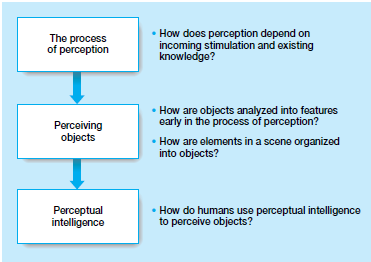 The process
of perception
• How does perception depend on
incoming stimulation and existing
knowledge?
Perceiving
objects
• How are objects analyzed into features
early in the process of perception?
• How are elements in a scene organized
into objects?
Perceptual
intelligence
• How do humans use perceptual intelligence
to perceive objects?